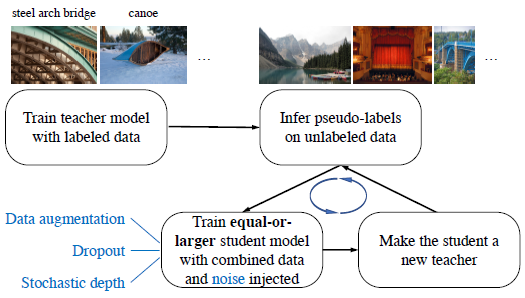 steel arch bridge canoe
... ...
Train teacher model
with labeled data
Infer pseudo-labels
on unlabeled data
Data augmentation
Dropout
Stochastic depth
Train equal-or-
larger student model
with combined data
and noise injected
Make the student a
new teacher